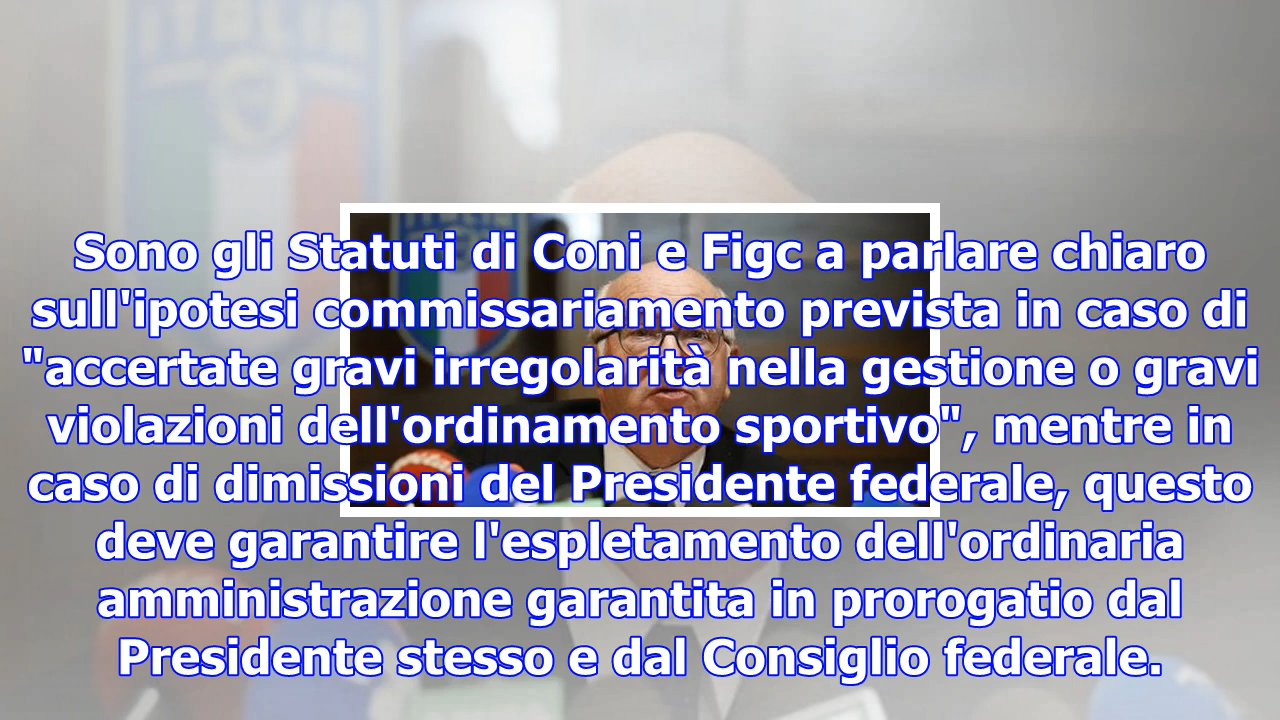 ITALIA
ITALIA
Sono gli Statuti di Coni e Figc a parlare chiaro
sull'ipotesi commissariamento prevista in caso di
"accertate gravi irregolarità nella gestione o gravi
violazioni dell'ordinamento sportivo", mentre in
caso di dimissioni del Presidente federale, questo
deve garantire l'espletamento dell'ordinaria
amministrazione garantita in prorogatio dal
Presidente stesso e dal Consiglio federale.